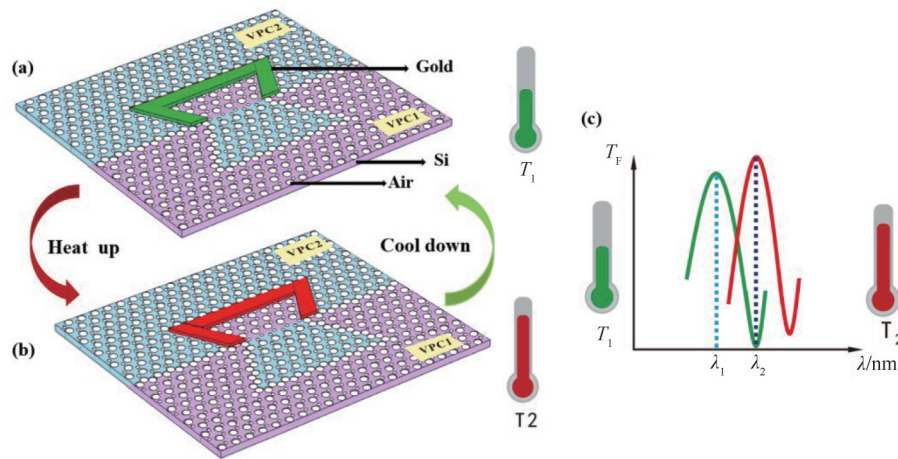 (a)
VPC2
Gold
VPC1
Si
Air
T1
Heat up
Cool down
(b)
VPC2
VPC1
T2
(c)
TF
T1
T2
λ1
λ2
λ/nm